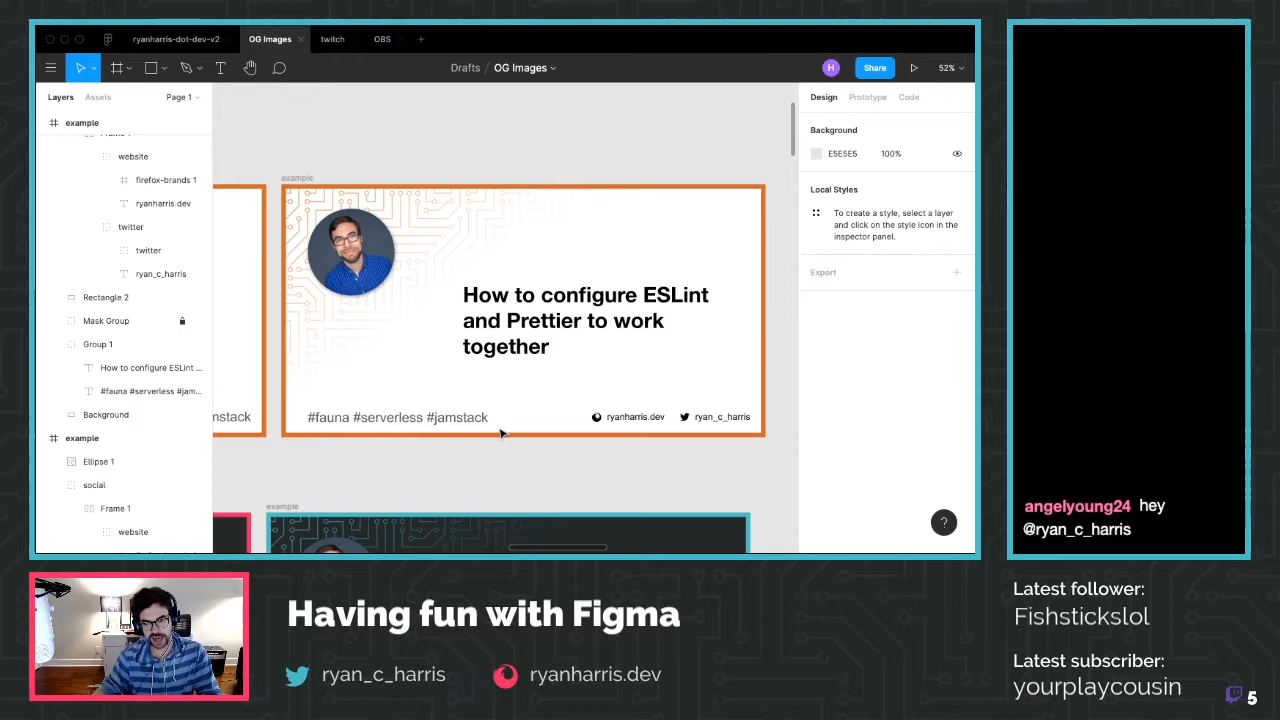 ryanharris-dot-dev-v2
OG Images ×
twitch
OBS
+
Drafts / OG Images
H
Share
52%
Layers
Assets
Page 1
example
website
firefox-brands 1
ryanharris.dev
twitter
twitter
ryan_c_harris
Rectangle 2
Mask Group
Group 1
How to configure ESLint ...
#fauna #serverless #jam...
Background
example
Ellipse 1
social
Frame 1
website
mstack
example
How to configure ESLint
and Prettier to work
together
#fauna #serverless #jamstack
ryanharris.dev
ryan_c_harris
example
Design
Prototype
Code
Background
E5E5E5
100%
Local Styles
To create a style, select a layer
and click on the style icon in the
inspector panel.
Export
?
angelyoung24 hey
@ryan_c_harris
Having fun with Figma
ryan_c_harris
ryanharris.dev
Latest follower:
Fishstickslol
Latest subscriber:
yourplaycousin
5